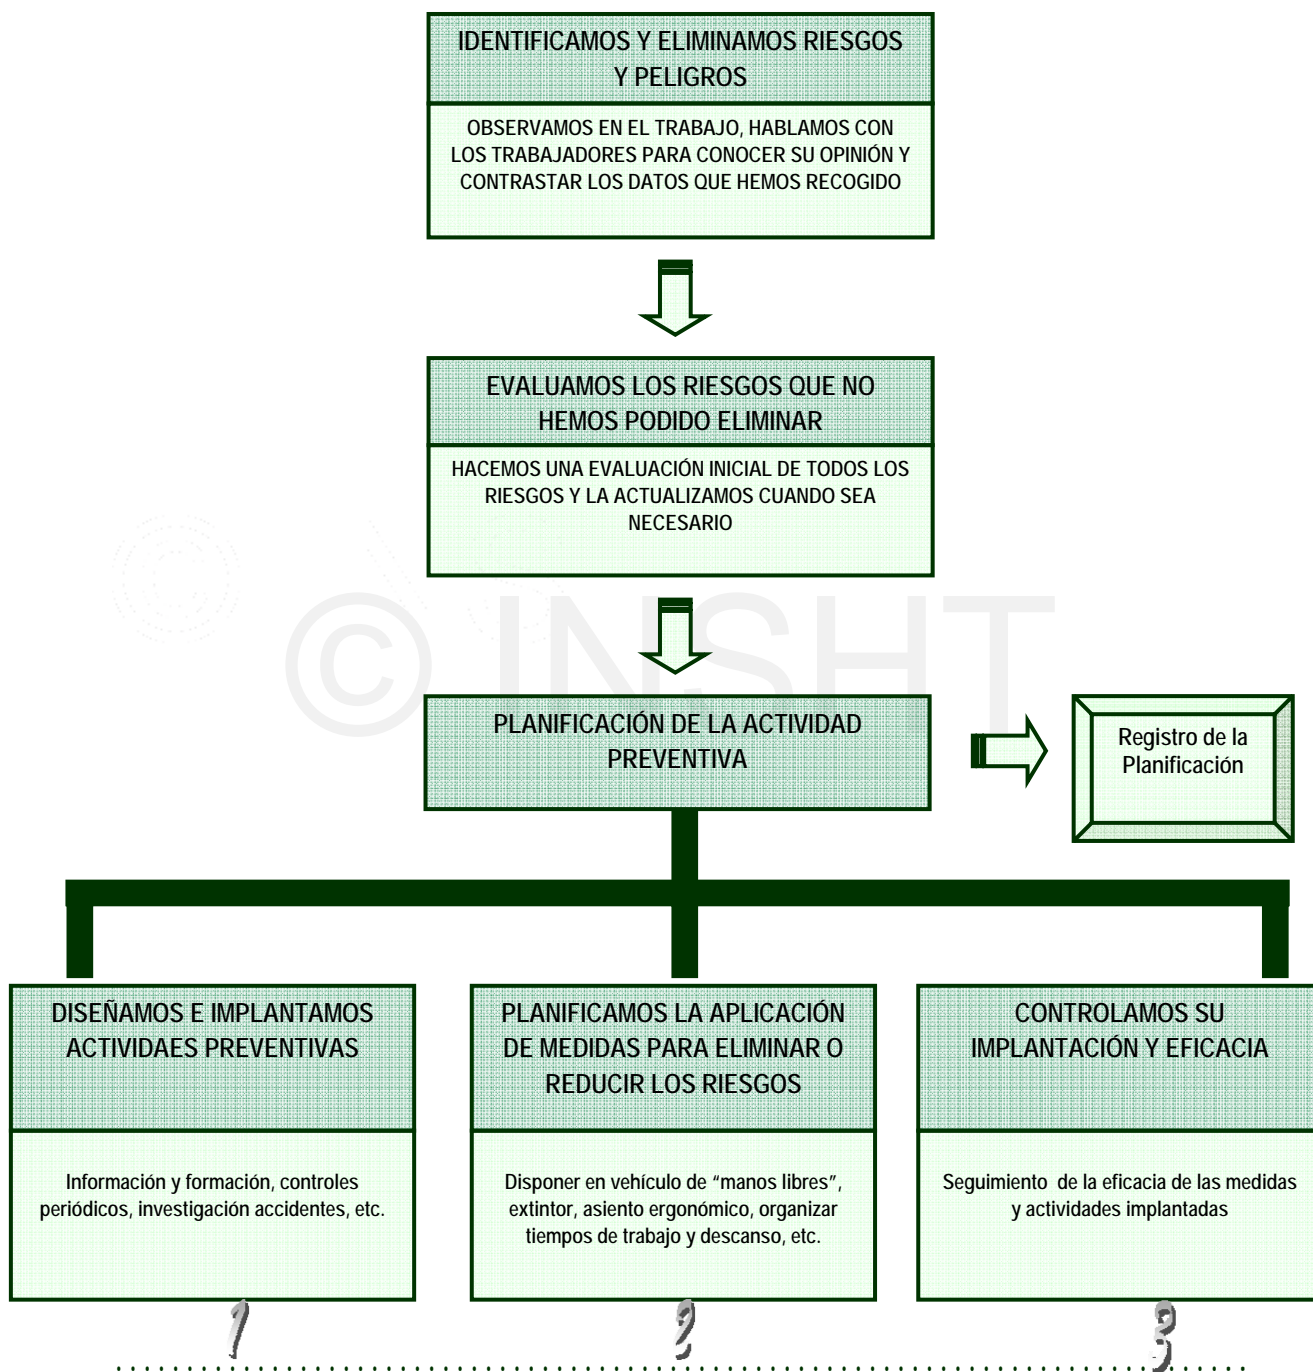 IDENTIFICAMOS Y ELIMINAMOS RIESGOS
Y PELIGROS
OBSERVAMOS EN EL TRABAJO, HABLAMOS CON
LOS TRABAJADORES PARA CONOCER SU OPINIÓN Y
CONTRASTAR LOS DATOS QUE HEMOS RECOGIDO
EVALUAMOS LOS RIESGOS QUE NO
HEMOS PODIDO ELIMINAR
HACEMOS UNA EVALUACIÓN INICIAL DE TODOS LOS
RIESGOS Y LA ACTUALIZAMOS CUANDO SEA
NECESARIO
© INSHT
PLANIFICACIÓN DE LA ACTIVIDAD
PREVENTIVA
Registro de la
Planificación
DISEÑAMOS E IMPLANTAMOS
ACTIVIDAES PREVENTIVAS
Información y formación, controles
periódicos, investigación accidentes, etc.
1
PLANIFICAMOS LA APLICACIÓN
DE MEDIDAS PARA ELIMINAR O
REDUCIR LOS RIESGOS
Disponer en vehículo de “manos libres”,
extintor, asiento ergonómico, organizar
tiempos de trabajo y descanso, etc.
2
CONTROLAMOS SU
IMPLANTACIÓN Y EFICACIA
Seguimiento de la eficacia de las medidas
y actividades implantadas
3